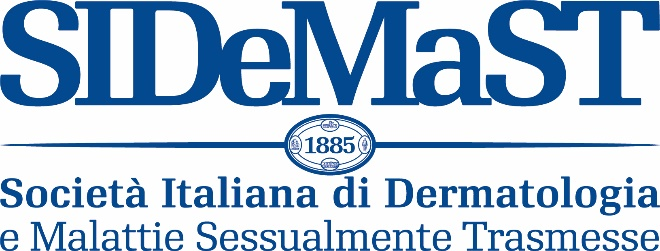 SIDeMaST
1885
Società Italiana di Dermatologia
e Malattie Sessualmente Trasmesse